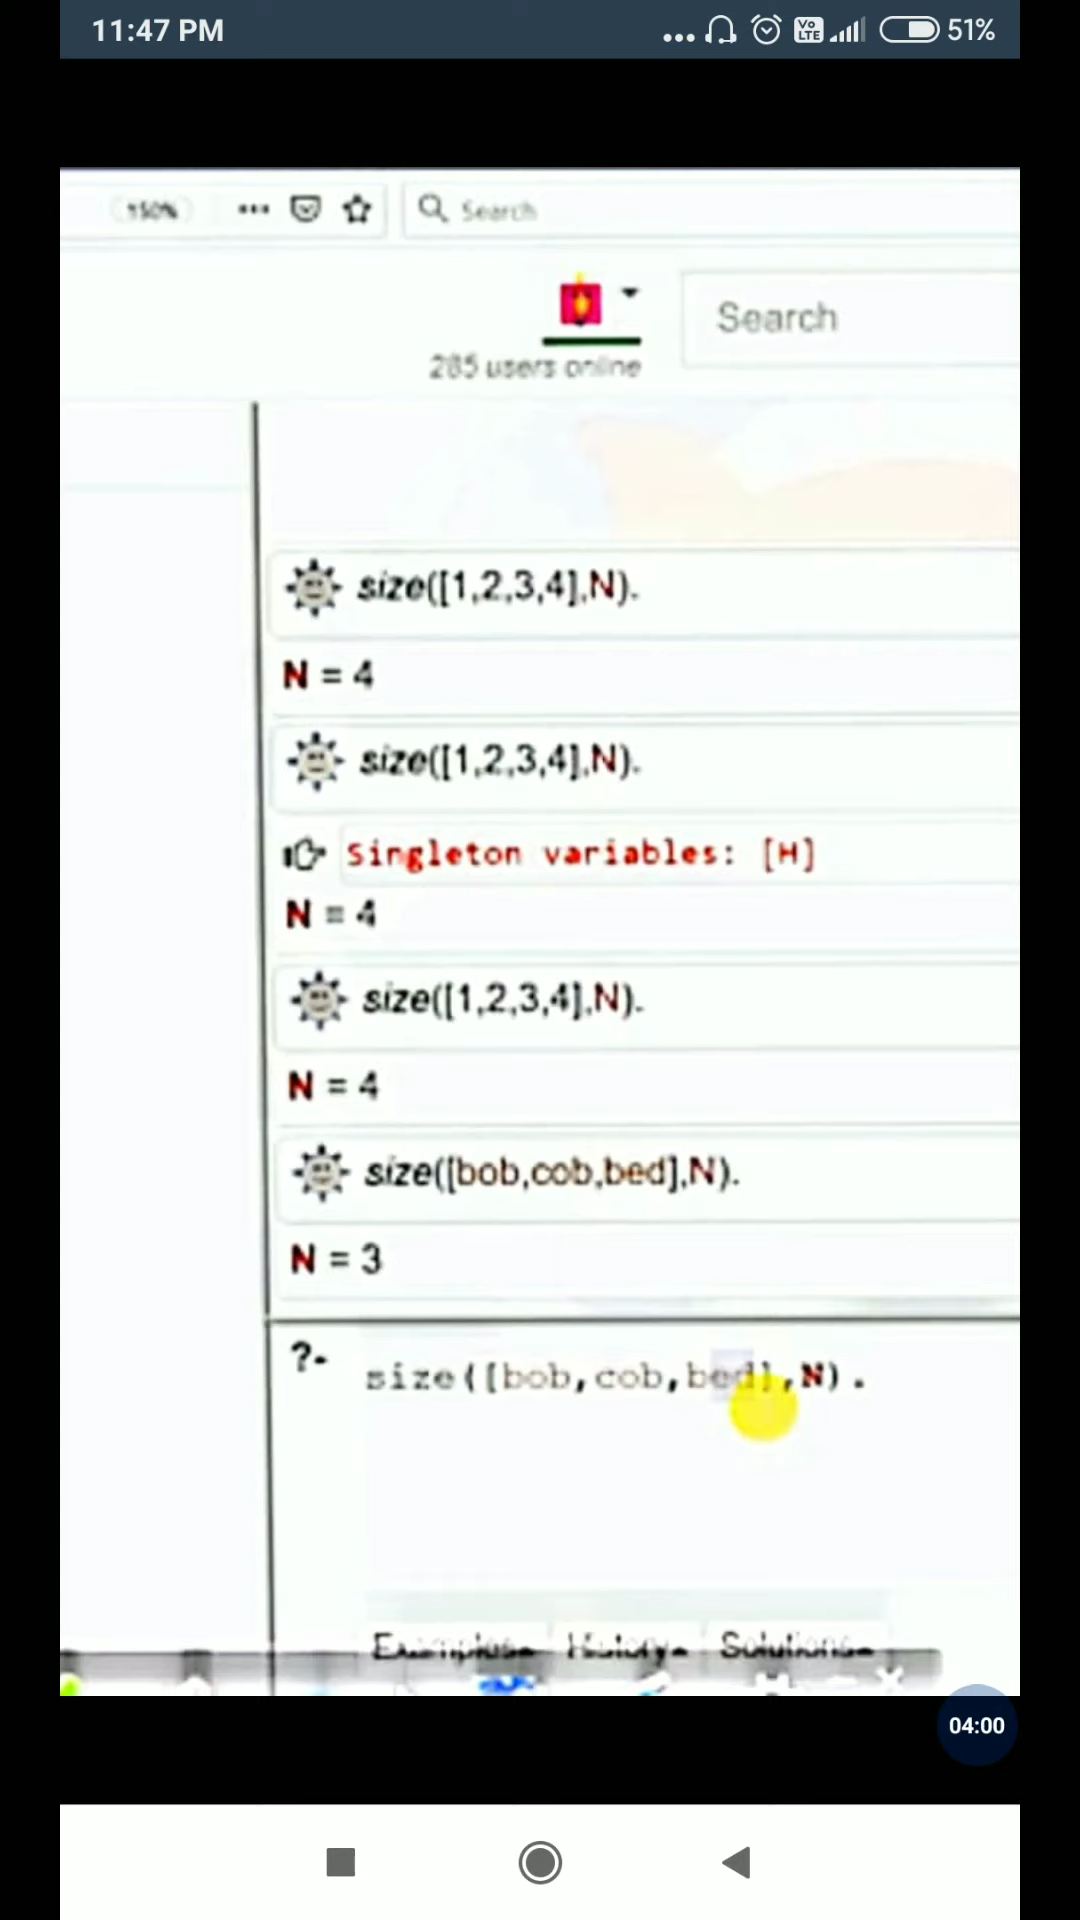 11:47 PM
... VoLTE 51%
150% ... Search
Search
285 users online
size([1,2,3,4],N).
N = 4
size([1,2,3,4],N).
Singleton variables: [H]
N = 4
size([1,2,3,4],N).
N = 4
size([bob,cob,bed],N).
N = 3
?- size([bob,cob,bed],N).
Examples History Solutions
04:00